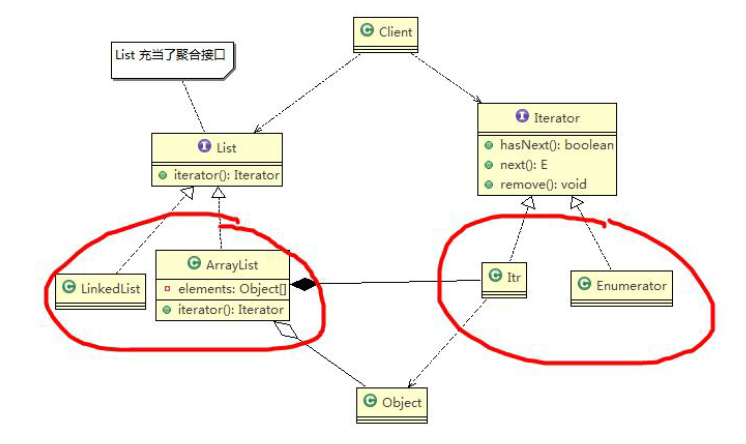 Client
List 充当了聚合接口
Iterator
hasNext(): boolean
next(): E
remove(): void
List
iterator(): Iterator
ArrayList
elements: Object[]
iterator(): Iterator
LinkedList
Itr
Enumerator
Object